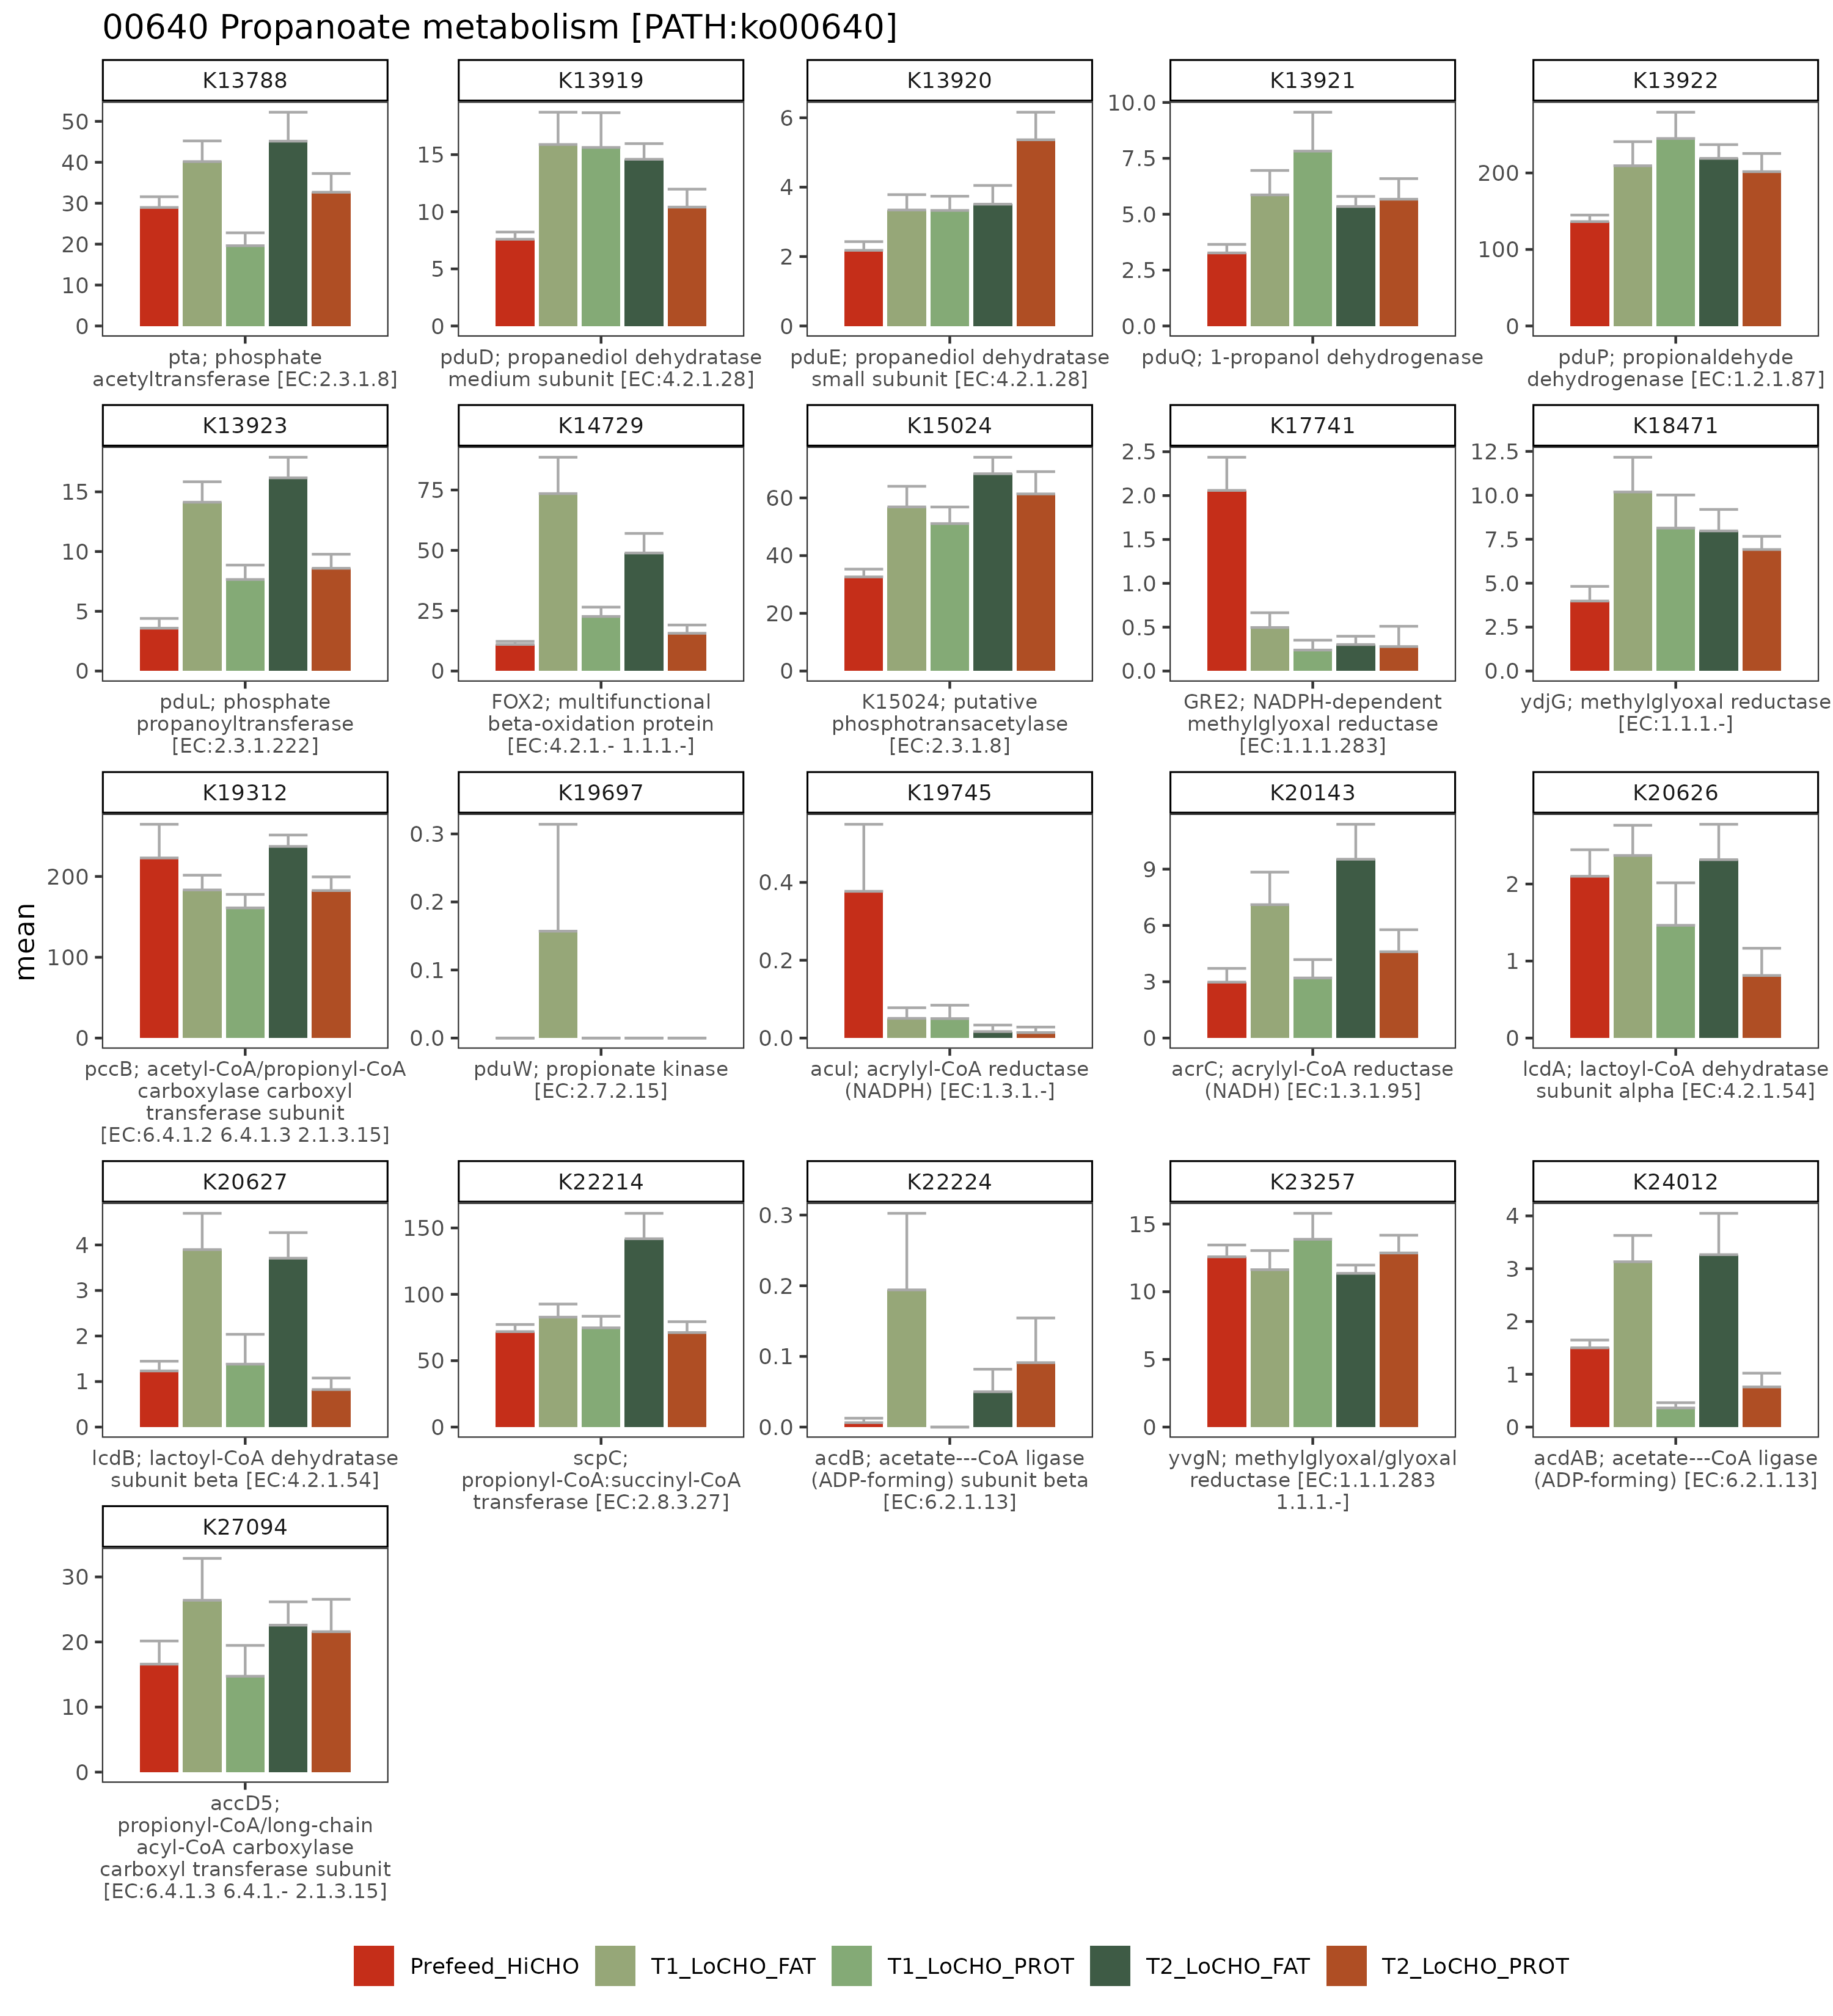 00640 Propanoate metabolism [PATH:ko00640]
K13788
K13919
K13920
K13921
K13922
50
40
30
20
10
0
15
10
5
0
6
4
2
0
10.0
7.5
5.0
2.5
0.0
200
100
0
pta; phosphate
acetyltransferase [EC:2.3.1.8]
pduD; propanediol dehydratase
medium subunit [EC:4.2.1.28]
pduE; propanediol dehydratase
small subunit [EC:4.2.1.28]
pduQ; 1-propanol dehydrogenase
pduP; propionaldehyde
dehydrogenase [EC:1.2.1.87]
K13923
K14729
K15024
K17741
K18471
15
10
5
0
75
50
25
0
60
40
20
0
2.5
2.0
1.5
1.0
0.5
0.0
12.5
10.0
7.5
5.0
2.5
0.0
pduL; phosphate
propanoyltransferase
[EC:2.3.1.222]
FOX2; multifunctional
beta-oxidation protein
[EC:4.2.1.- 1.1.1.-]
K15024; putative
phosphotransacetylase
[EC:2.3.1.8]
GRE2; NADPH-dependent
methylglyoxal reductase
[EC:1.1.1.283]
ydjG; methylglyoxal reductase
[EC:1.1.1.-]
mean
K19312
K19697
K19745
K20143
K20626
200
100
0
0.3
0.2
0.1
0.0
0.4
0.2
0.0
9
6
3
0
2
1
0
pccB; acetyl-CoA/propionyl-CoA
carboxylase carboxyl
transferase subunit
[EC:6.4.1.2 6.4.1.3 2.1.3.15]
pduW; propionate kinase
[EC:2.7.2.15]
acuI; acrylyl-CoA reductase
(NADPH) [EC:1.3.1.-]
acrC; acrylyl-CoA reductase
(NADH) [EC:1.3.1.95]
lcdA; lactoyl-CoA dehydratase
subunit alpha [EC:4.2.1.54]
K20627
K22214
K22224
K23257
K24012
4
3
2
1
0
150
100
50
0
0.3
0.2
0.1
0.0
15
10
5
0
4
3
2
1
0
lcdB; lactoyl-CoA dehydratase
subunit beta [EC:4.2.1.54]
scpC;
propionyl-CoA:succinyl-CoA
transferase [EC:2.8.3.27]
acdB; acetate---CoA ligase
(ADP-forming) subunit beta
[EC:6.2.1.13]
yvgN; methylglyoxal/glyoxal
reductase [EC:1.1.1.283
1.1.1.-]
acdAB; acetate---CoA ligase
(ADP-forming) [EC:6.2.1.13]
K27094
30
20
10
0
accD5;
propionyl-CoA/long-chain
acyl-CoA carboxylase
carboxyl transferase subunit
[EC:6.4.1.3 6.4.1.- 2.1.3.15]
Prefeed_HiCHO
T1_LoCHO_FAT
T1_LoCHO_PROT
T2_LoCHO_FAT
T2_LoCHO_PROT